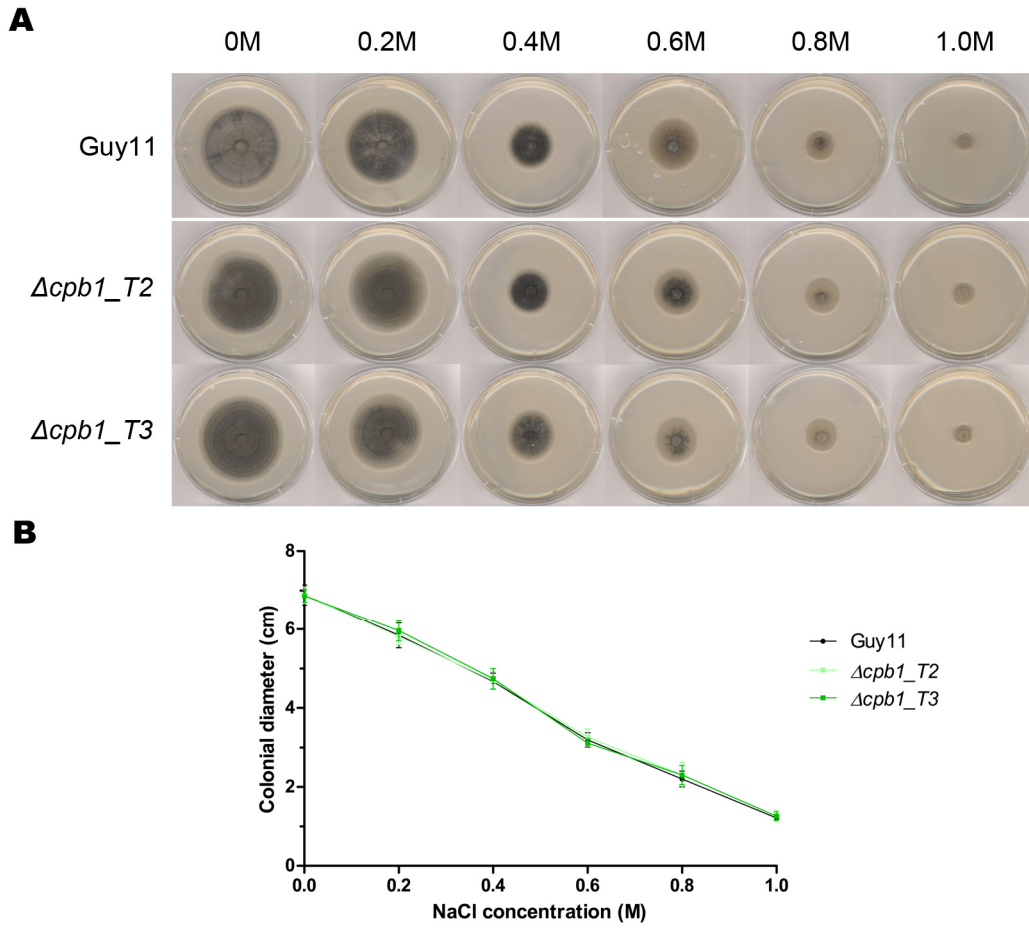 A
0M 0.2M 0.4M 0.6M 0.8M 1.0M
Guy11
Δcpb1_T2
Δcpb1_T3
B
8
6
4
2
0
Colonial diameter (cm)
0.0 0.2 0.4 0.6 0.8 1.0
NaCl concentration (M)
Guy11
Δcpb1_T2
Δcpb1_T3